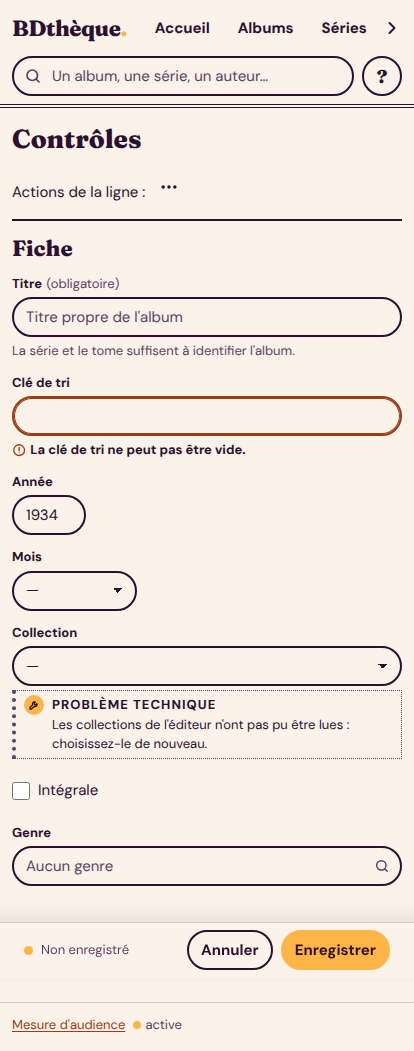 BDthèque.
Accueil Albums Séries
Un album, une série, un auteur…
?
Contrôles
Actions de la ligne : ···
Fiche
Titre (obligatoire)
Titre propre de l'album
La série et le tome suffisent à identifier l'album.
Clé de tri
La clé de tri ne peut pas être vide.
Année
1934
Mois
—
Collection
—
PROBLÈME TECHNIQUE
Les collections de l'éditeur n'ont pas pu être lues :
choisissez-le de nouveau.
Intégrale
Genre
Aucun genre
Non enregistré
Annuler
Enregistrer
Mesure d'audience active